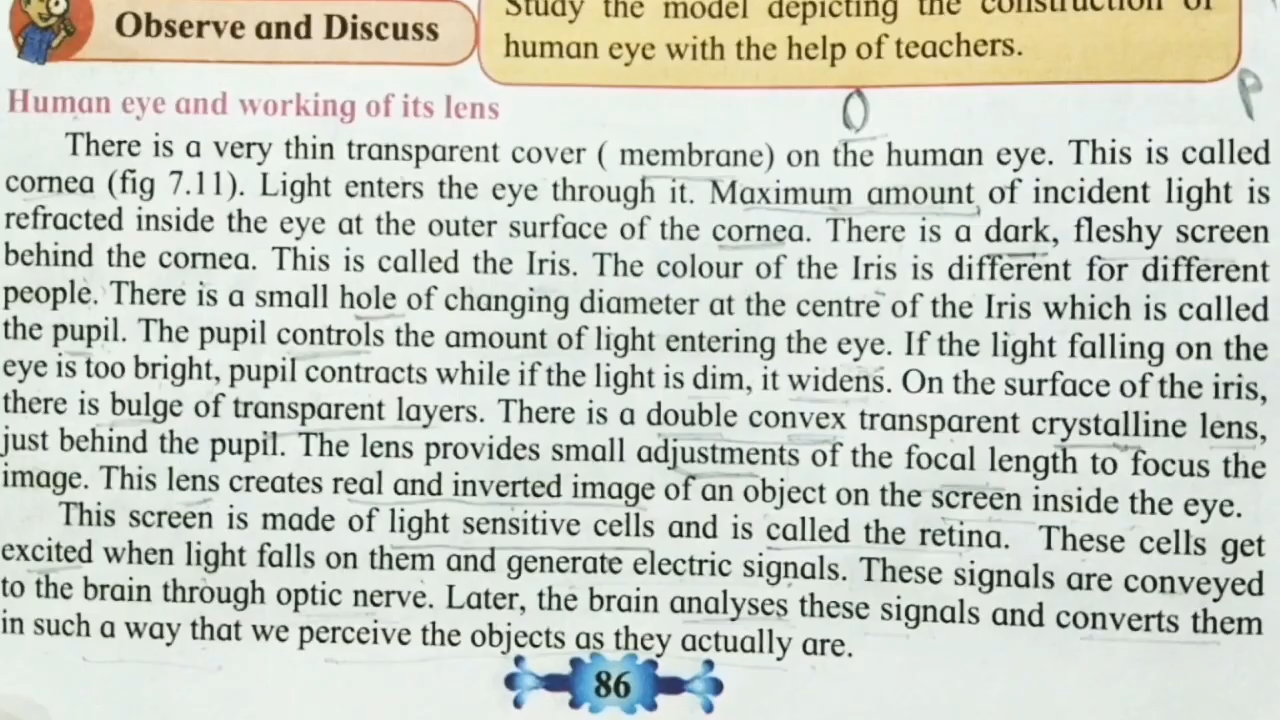 Observe and Discuss
Study the model depicting the construction of
human eye with the help of teachers.
P
Human eye and working of its lens
There is a very thin transparent cover ( membrane) on the human eye. This is called
cornea (fig 7.11). Light enters the eye through it. Maximum amount of incident light is
refracted inside the eye at the outer surface of the cornea. There is a dark, fleshy screen
behind the cornea. This is called the Iris. The colour of the Iris is different for different
people. There is a small hole of changing diameter at the centre of the Iris which is called
the pupil. The pupil controls the amount of light entering the eye. If the light falling on the
eye is too bright, pupil contracts while if the light is dim, it widens. On the surface of the iris,
there is bulge of transparent layers. There is a double convex transparent crystalline lens,
just behind the pupil. The lens provides small adjustments of the focal length to focus the
image. This lens creates real and inverted image of an object on the screen inside the eye.
This screen is made of light sensitive cells and is called the retina. These cells get
excited when light falls on them and generate electric signals. These signals are conveyed
to the brain through optic nerve. Later, the brain analyses these signals and converts them
in such a way that we perceive the objects as they actually are.
86